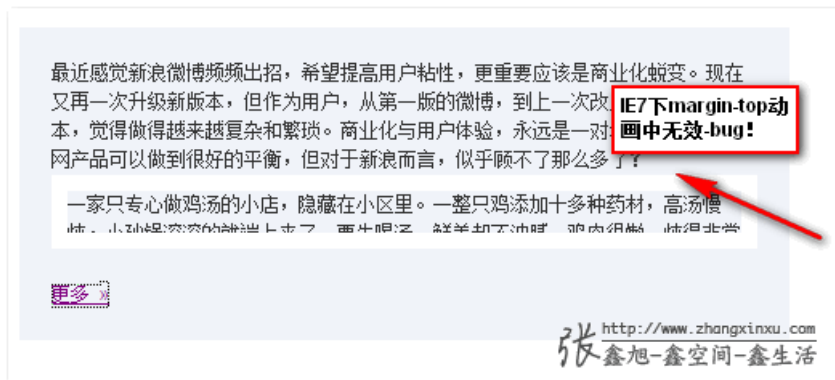 最近感觉新浪微博频频出招，希望提高用户粘性，更重要应该是商业化蜕变。现在
又再一次升级新版本，但作为用户，从第一版的微博，到上一次改
本，觉得做得越来越复杂和繁琐。商业化与用户体验，永远是一对
网产品可以做到很好的平衡，但对于新浪而言，似乎顾不了那么多了？
IE7下margin-top动
画中无效-bug！
一家只专心做鸡汤的小店，隐藏在小区里。一整只鸡添加十多种药材，高汤慢
更多 »
http://www.zhangxinxu.com
张鑫旭-鑫空间-鑫生活